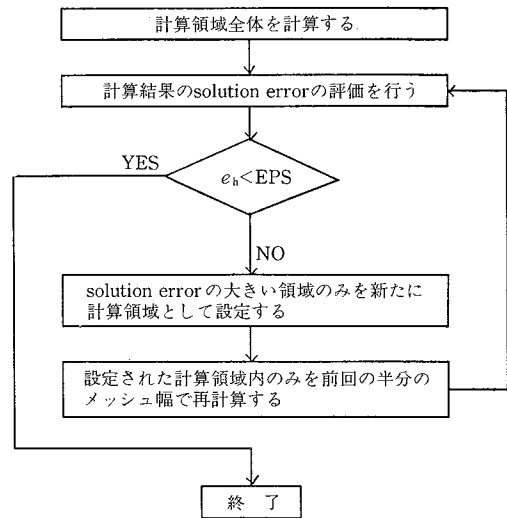 計算領域全体を計算する
計算結果のsolution errorの評価を行う
YES
eh<EPS
NO
solution errorの大きい領域のみを新たに
計算領域として設定する
設定された計算領域内のみを前回の半分の
メッシュ幅で再計算する
終 了